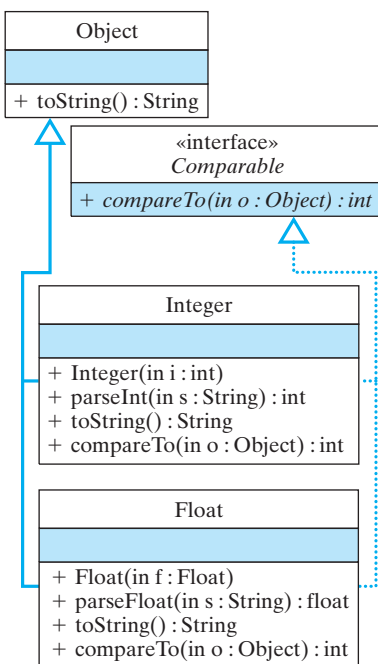 Object
+ toString() : String
«interface»
Comparable
+ compareTo(in o : Object) : int
Integer
+ Integer(in i : int)
+ parseInt(in s : String) : int
+ toString() : String
+ compareTo(in o : Object) : int
Float
+ Float(in f : Float)
+ parseFloat(in s : String) : float
+ toString() : String
+ compareTo(in o : Object) : int